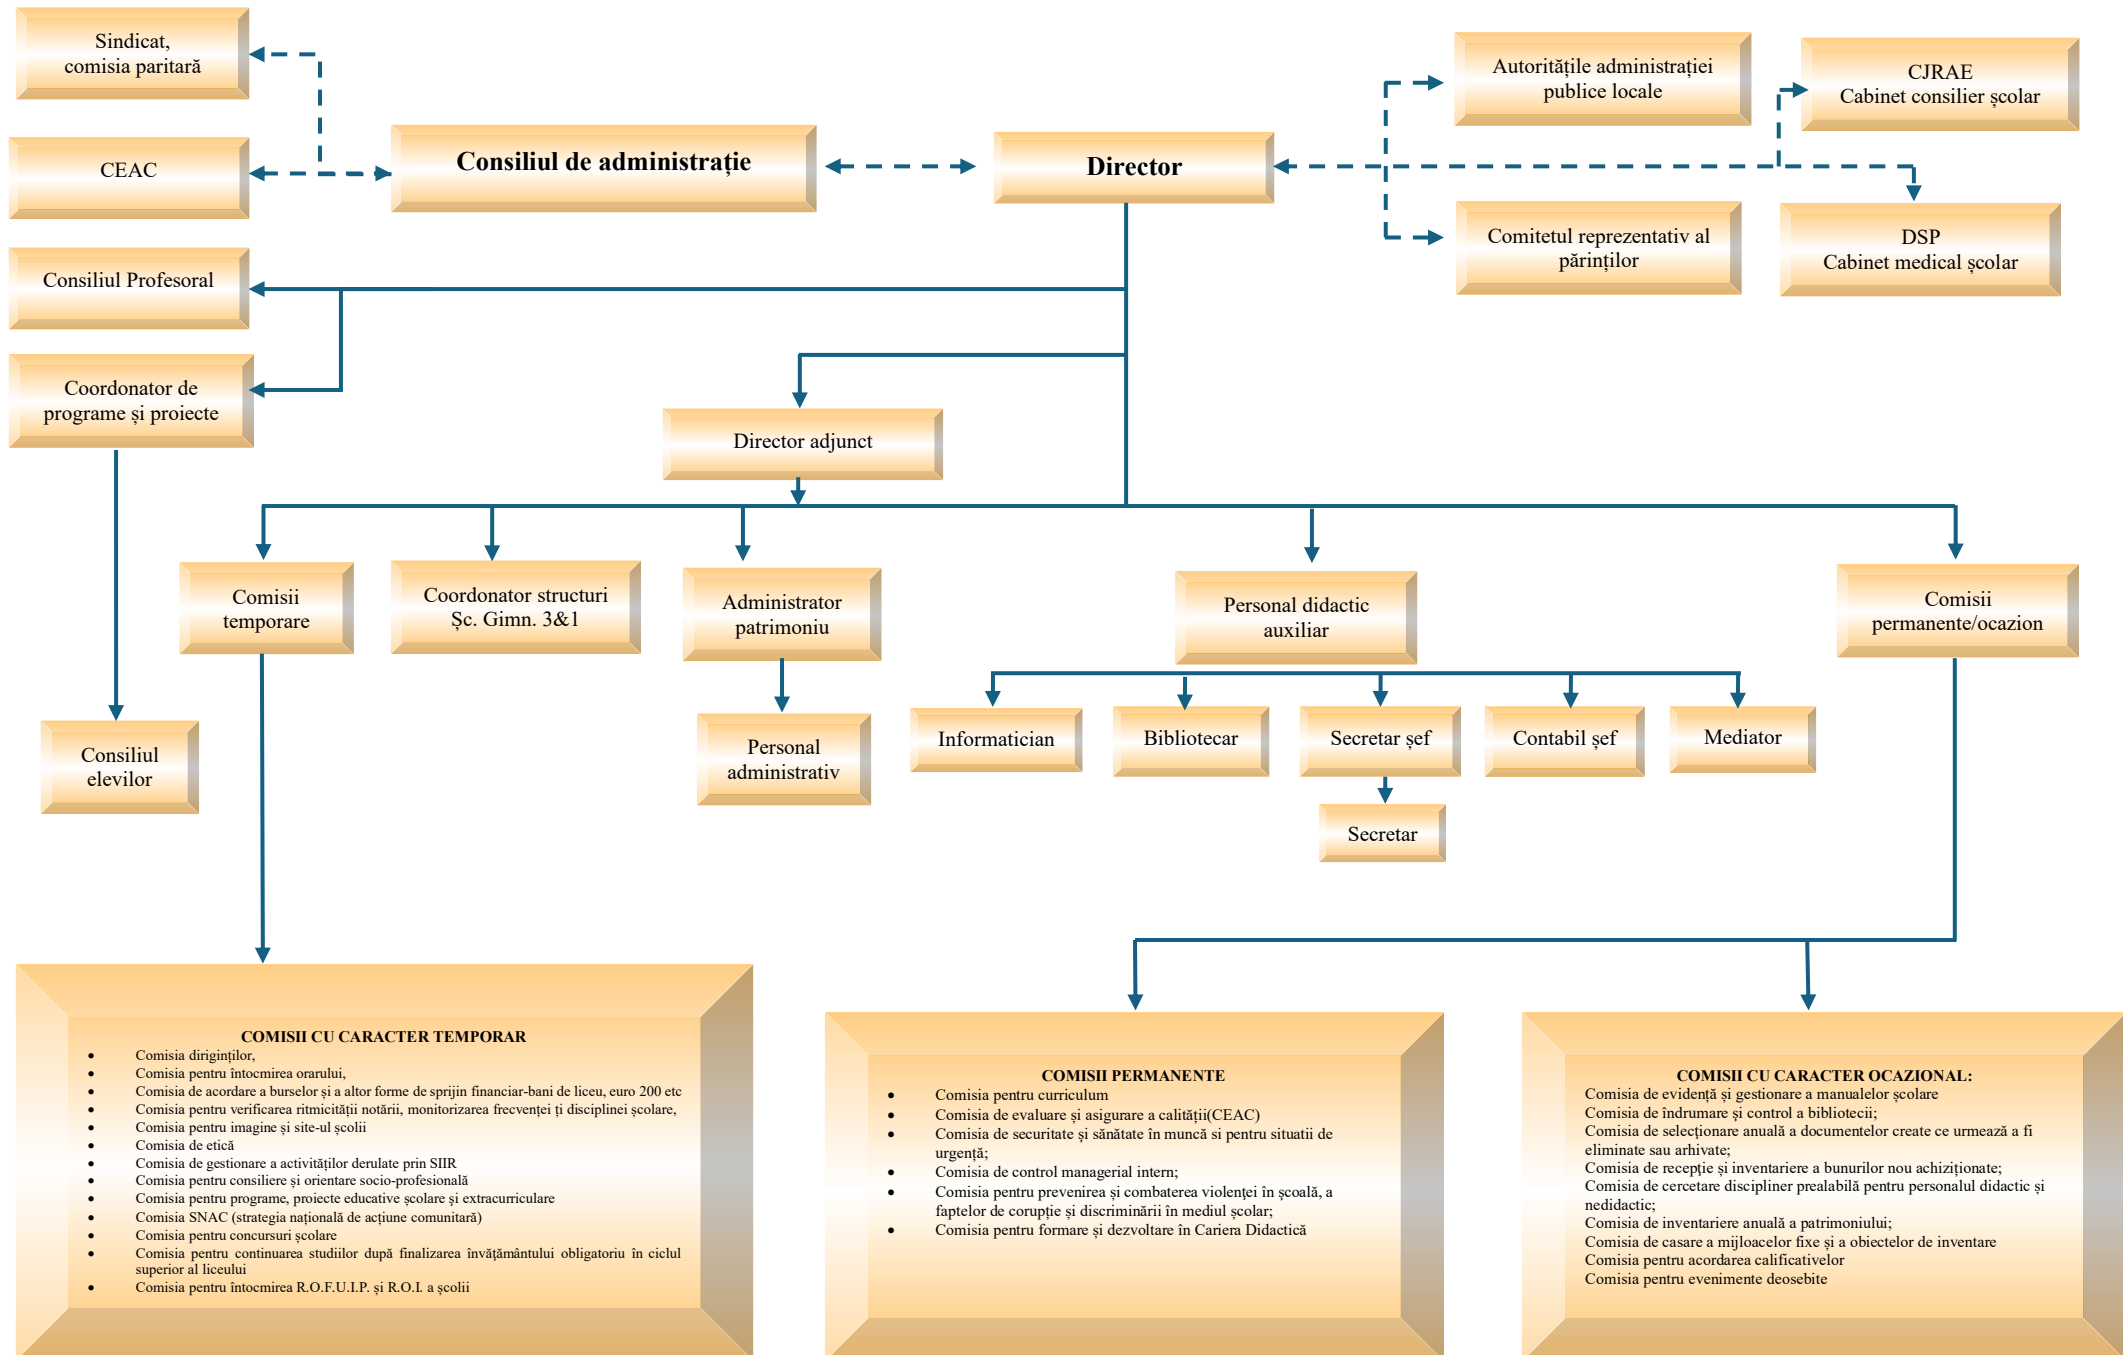 Sindicat,
comisia paritară
Autoritățile administrației
publice locale
CJRAE
Cabinet consilier școlar
CEAC
Consiliul de administrație
Director
Comitetul reprezentativ al
părinților
DSP
Cabinet medical școlar
Consiliul Profesoral
Coordonator de
programe și proiecte
Director adjunct
Comisii
temporare
Coordonator structuri
Șc. Gimn. 3&1
Administrator
patrimoniu
Personal didactic
auxiliar
Comisii
permanente/ocazion
Consiliul
elevilor
Personal
administrativ
Informatician
Bibliotecar
Secretar șef
Contabil șef
Mediator
Secretar
COMISII CU CARACTER TEMPORAR
• Comisia diriginților,
• Comisia pentru întocmirea orarului,
• Comisia de acordare a burselor și a altor forme de sprijin financiar-bani de liceu, euro 200 etc
• Comisia pentru verificarea ritmicității notării, monitorizarea frecvenței ți disciplinei școlare,
• Comisia pentru imagine și site-ul școlii
• Comisia de etică
• Comisia de gestionare a activităților derulate prin SIIR
• Comisia pentru consiliere și orientare socio-profesională
• Comisia pentru programe, proiecte educative școlare și extracurriculare
• Comisia SNAC (strategia națională de acțiune comunitară)
• Comisia pentru concursuri școlare
• Comisia pentru continuarea studiilor după finalizarea învățământului obligatoriu în ciclul
superior al liceului
• Comisia pentru întocmirea R.O.F.U.I.P. și R.O.I. a școlii
COMISII PERMANENTE
• Comisia pentru curriculum
• Comisia de evaluare și asigurare a calității(CEAC)
• Comisia de securitate și sănătate în muncă si pentru situatii de
urgență;
• Comisia de control managerial intern;
• Comisia pentru prevenirea și combaterea violenţei în școală, a
faptelor de corupție și discriminării în mediul școlar;
• Comisia pentru formare și dezvoltare în Cariera Didactică
COMISII CU CARACTER OCAZIONAL:
Comisia de evidență și gestionare a manualelor școlare
Comisia de îndrumare și control a bibliotecii;
Comisia de selecţionare anuală a documentelor create ce urmează a fi
eliminate sau arhivate;
Comisia de recepție și inventariere a bunurilor nou achiziționate;
Comisia de cercetare discipliner prealabilă pentru personalul didactic și
nedidactic;
Comisia de inventariere anuală a patrimoniului;
Comisia de casare a mijloacelor fixe și a obiectelor de inventare
Comisia pentru acordarea calificativelor
Comisia pentru evenimente deosebite